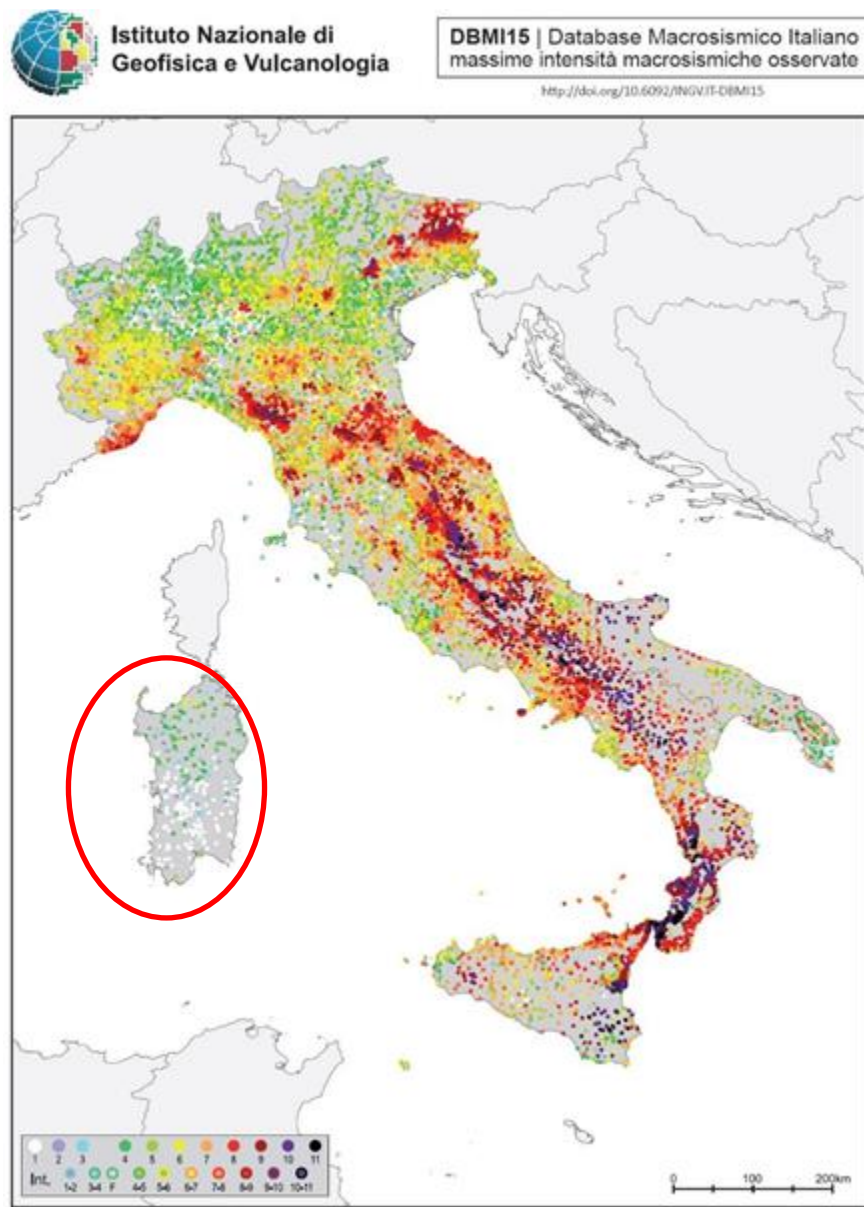 Istituto Nazionale di
Geofisica e Vulcanologia
DBMI15 | Database Macrosismico Italiano
massime intensità macrosismiche osservate
http://doi.org/10.6092/INGV.IT-DBMI15
1 2 3 4 5 6 7 8 9 10 11
Int. 1-2 3-4 F 4-5 5-6 6-7 7-8 8-9 9-10 10-11
0 100 200km